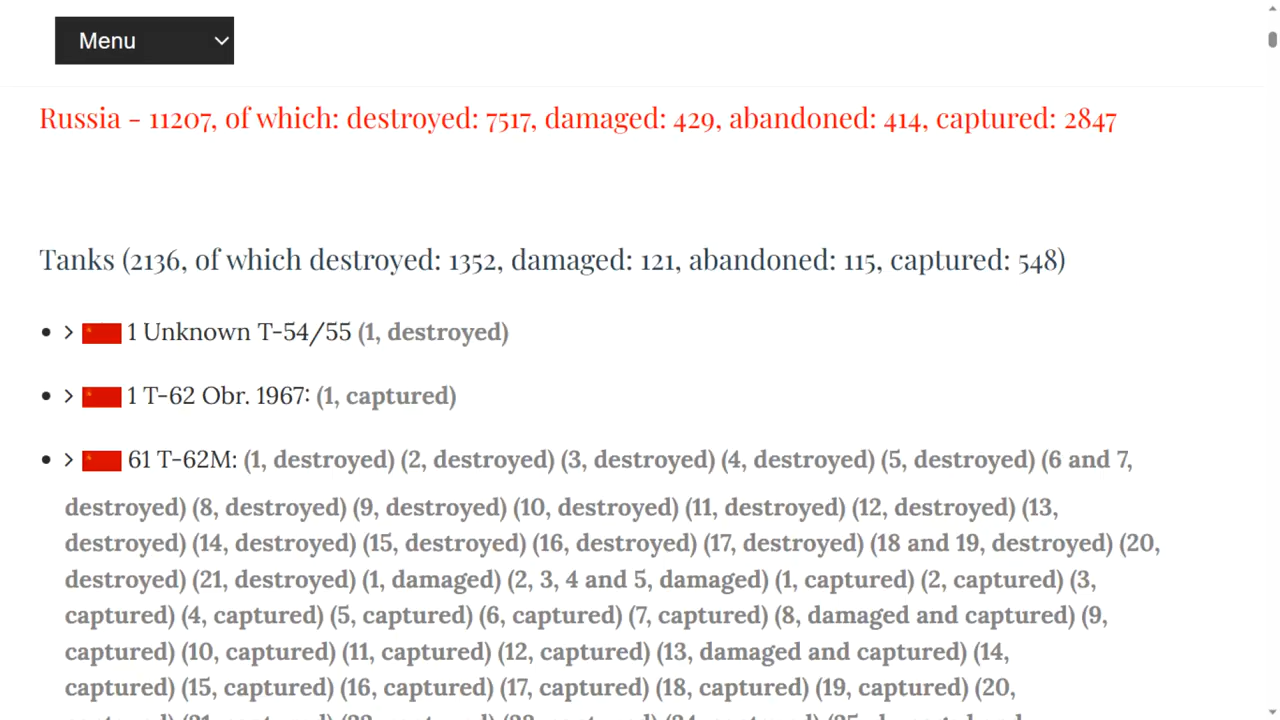 Menu
Russia - 11207, of which: destroyed: 7517, damaged: 429, abandoned: 414, captured: 2847
Tanks (2136, of which destroyed: 1352, damaged: 121, abandoned: 115, captured: 548)
1 Unknown T-54/55 (1, destroyed)
1 T-62 Obr. 1967: (1, captured)
61 T-62M: (1, destroyed) (2, destroyed) (3, destroyed) (4, destroyed) (5, destroyed) (6 and 7,
destroyed) (8, destroyed) (9, destroyed) (10, destroyed) (11, destroyed) (12, destroyed) (13,
destroyed) (14, destroyed) (15, destroyed) (16, destroyed) (17, destroyed) (18 and 19, destroyed) (20,
destroyed) (21, destroyed) (1, damaged) (2, 3, 4 and 5, damaged) (1, captured) (2, captured) (3,
captured) (4, captured) (5, captured) (6, captured) (7, captured) (8, damaged and captured) (9,
captured) (10, captured) (11, captured) (12, captured) (13, damaged and captured) (14,
captured) (15, captured) (16, captured) (17, captured) (18, captured) (19, captured) (20,